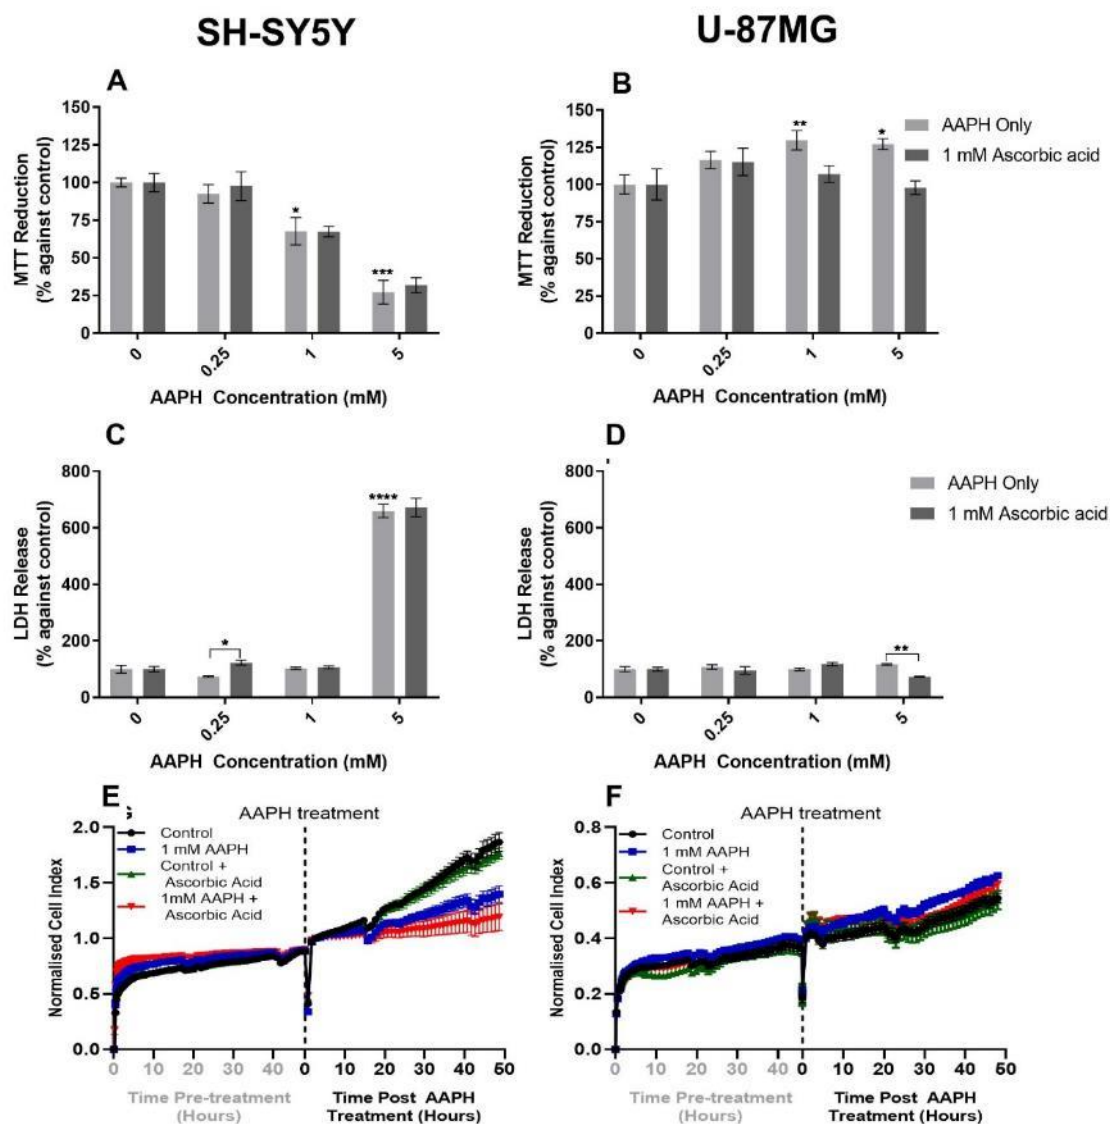 SH-SY5Y
U-87MG
A
MTT Reduction
(% against control)
150
125
100
75
50
25
0
*
***
0
0.25
1
5
AAPH Concentration (mM)
B
MTT Reduction
(% against control)
150
125
100
75
50
25
0
**
*
0
0.25
1
5
AAPH Concentration (mM)
AAPH Only
1 mM Ascorbic acid
C
LDH Release
(% against control)
800
600
400
200
0
*
****
0
0.25
1
5
AAPH Concentration (mM)
D
LDH Release
(% against control)
800
600
400
200
0
**
0
0.25
1
5
AAPH Concentration (mM)
AAPH Only
1 mM Ascorbic acid
E
AAPH treatment
Normalised Cell Index
2.0
1.5
1.0
0.5
0.0
Control
1 mM AAPH
Control +
Ascorbic Acid
1mM AAPH +
Ascorbic Acid
0 10 20 30 40 0 10 20 30 40 50
Time Pre-treatment
(Hours)
Time Post AAPH
Treatment (Hours)
F
AAPH treatment
Normalised Cell Index
0.8
0.6
0.4
0.2
0.0
Control
1 mM AAPH
Control +
Ascorbic Acid
1 mM AAPH +
Ascorbic Acid
0 10 20 30 40 0 10 20 30 40 50
Time Pre-treatment
(Hours)
Time Post AAPH
Treatment (Hours)